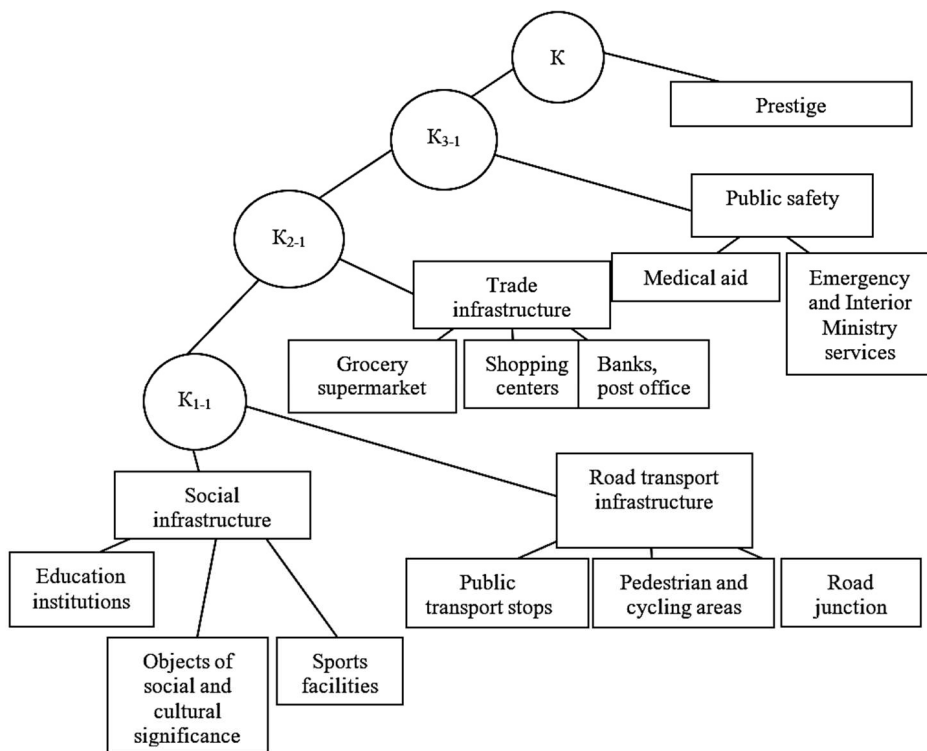 K
Prestige
K3-1
Public safety
K2-1
Medical aid
Emergency
and Interior
Ministry
services
Trade
infrastructure
Grocery
supermarket
Shopping
centers
Banks,
post office
K1-1
Social
infrastructure
Road transport
infrastructure
Education
institutions
Public
transport stops
Pedestrian and
cycling areas
Road
junction
Objects of
social and
cultural
significance
Sports
facilities